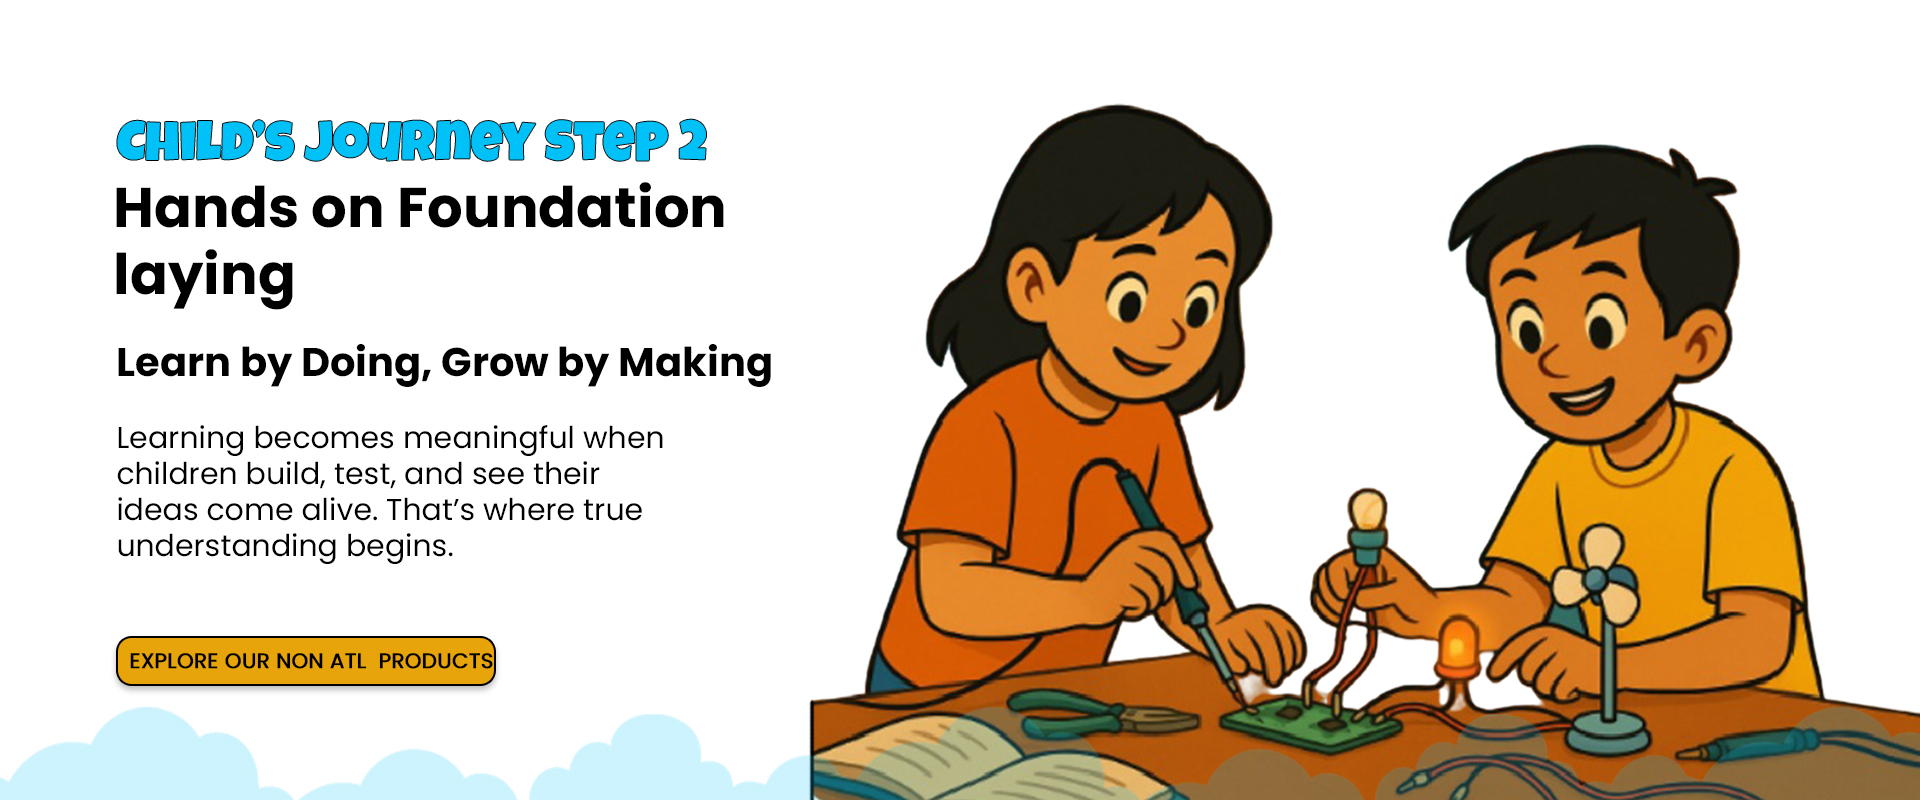 CHILD'S JOURNEY STEP 2
Hands on Foundation
laying
Learn by Doing, Grow by Making
Learning becomes meaningful when
children build, test, and see their
ideas come alive. That’s where true
understanding begins.
EXPLORE OUR NON ATL  PRODUCTS